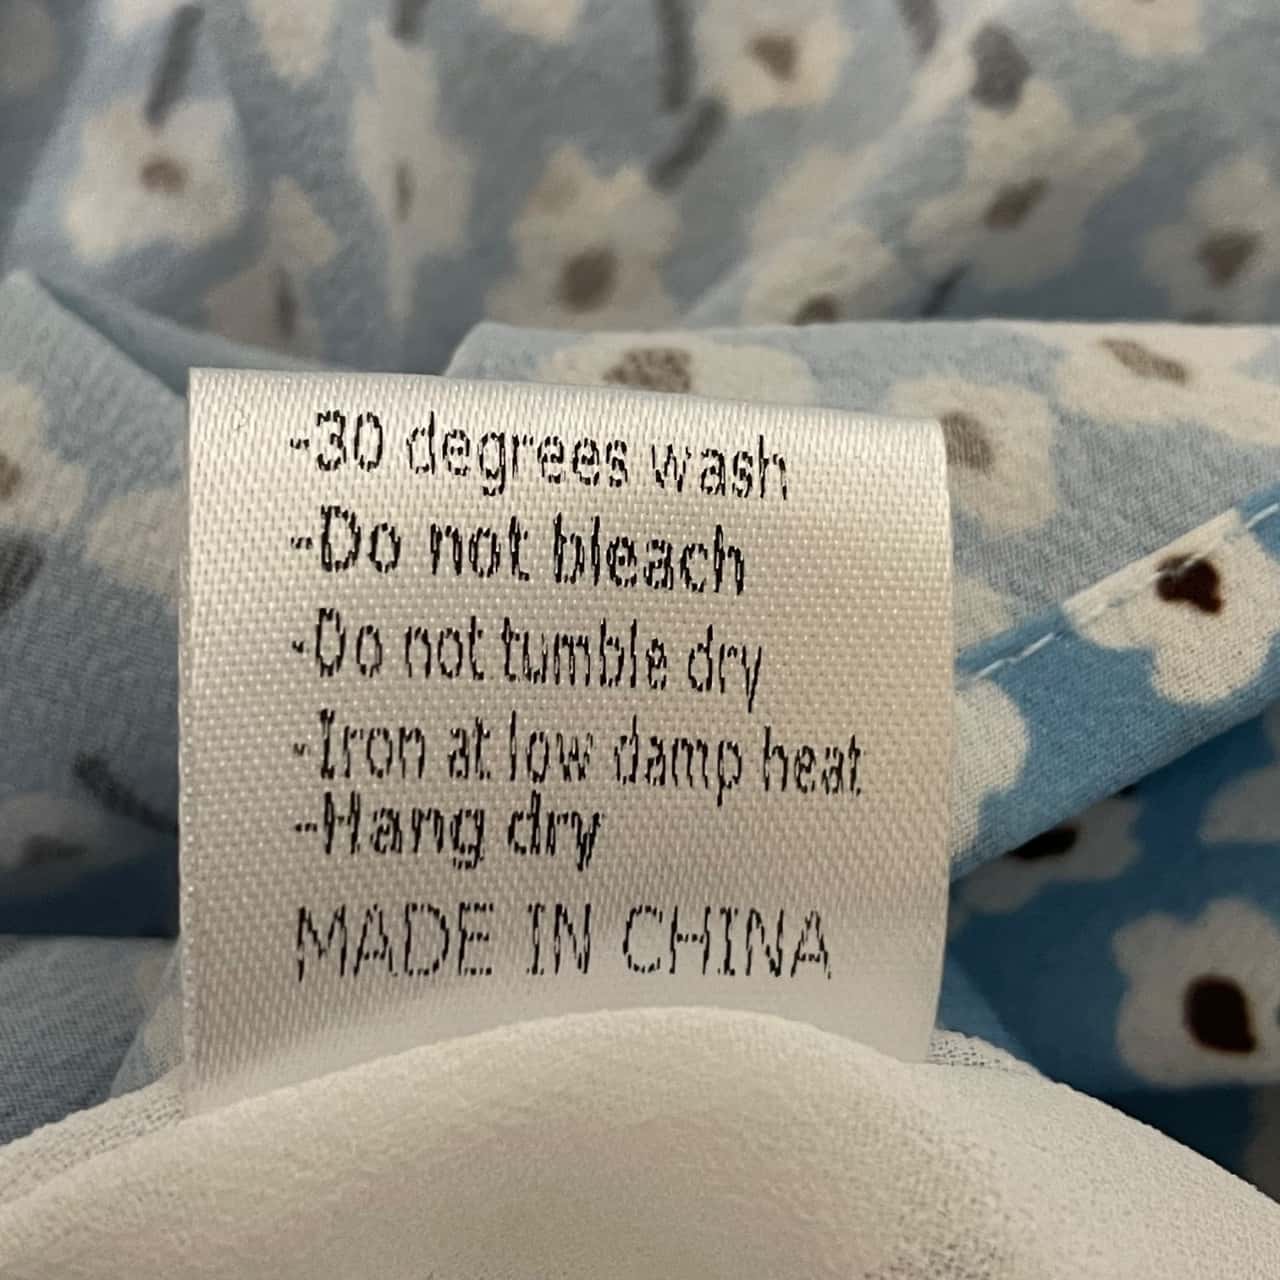 -30 degrees wash
-Do not bleach
-Do not tumble dry
-Iron at low damp heat
-Hang dry
MADE IN CHINA